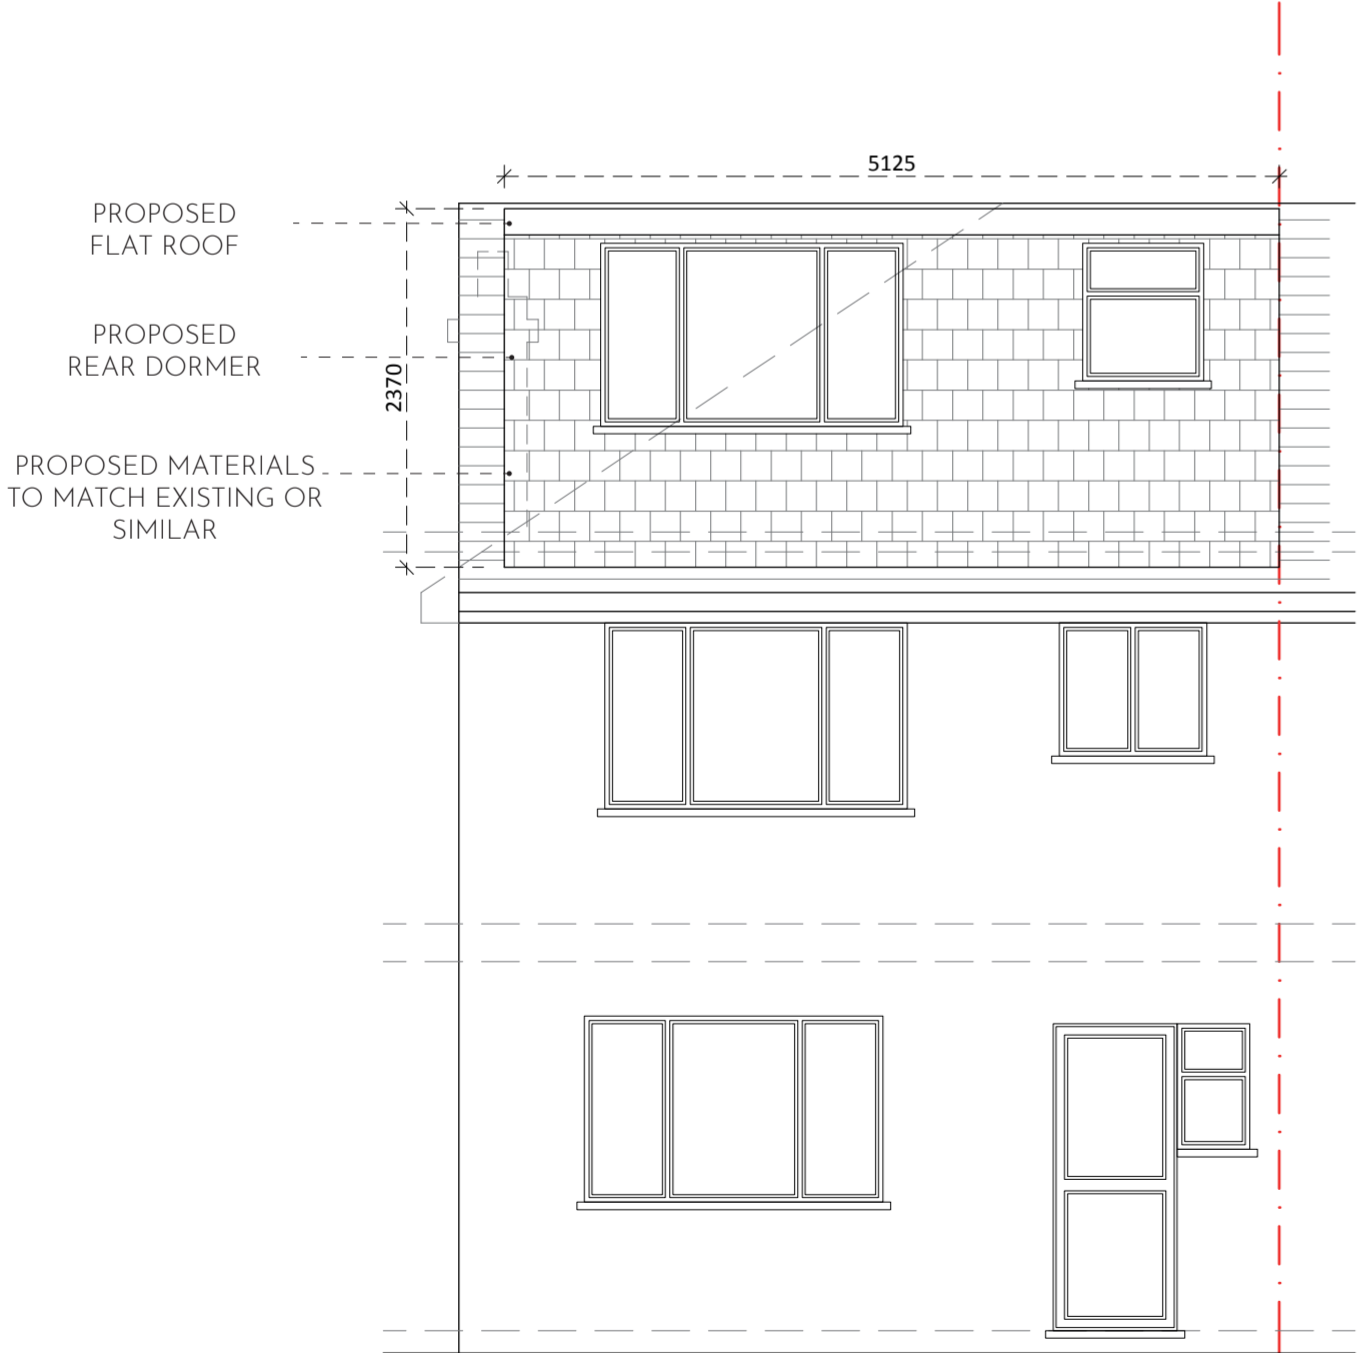 5125
PROPOSED
FLAT ROOF
PROPOSED
REAR DORMER
2370
PROPOSED MATERIALS
TO MATCH EXISTING OR
SIMILAR